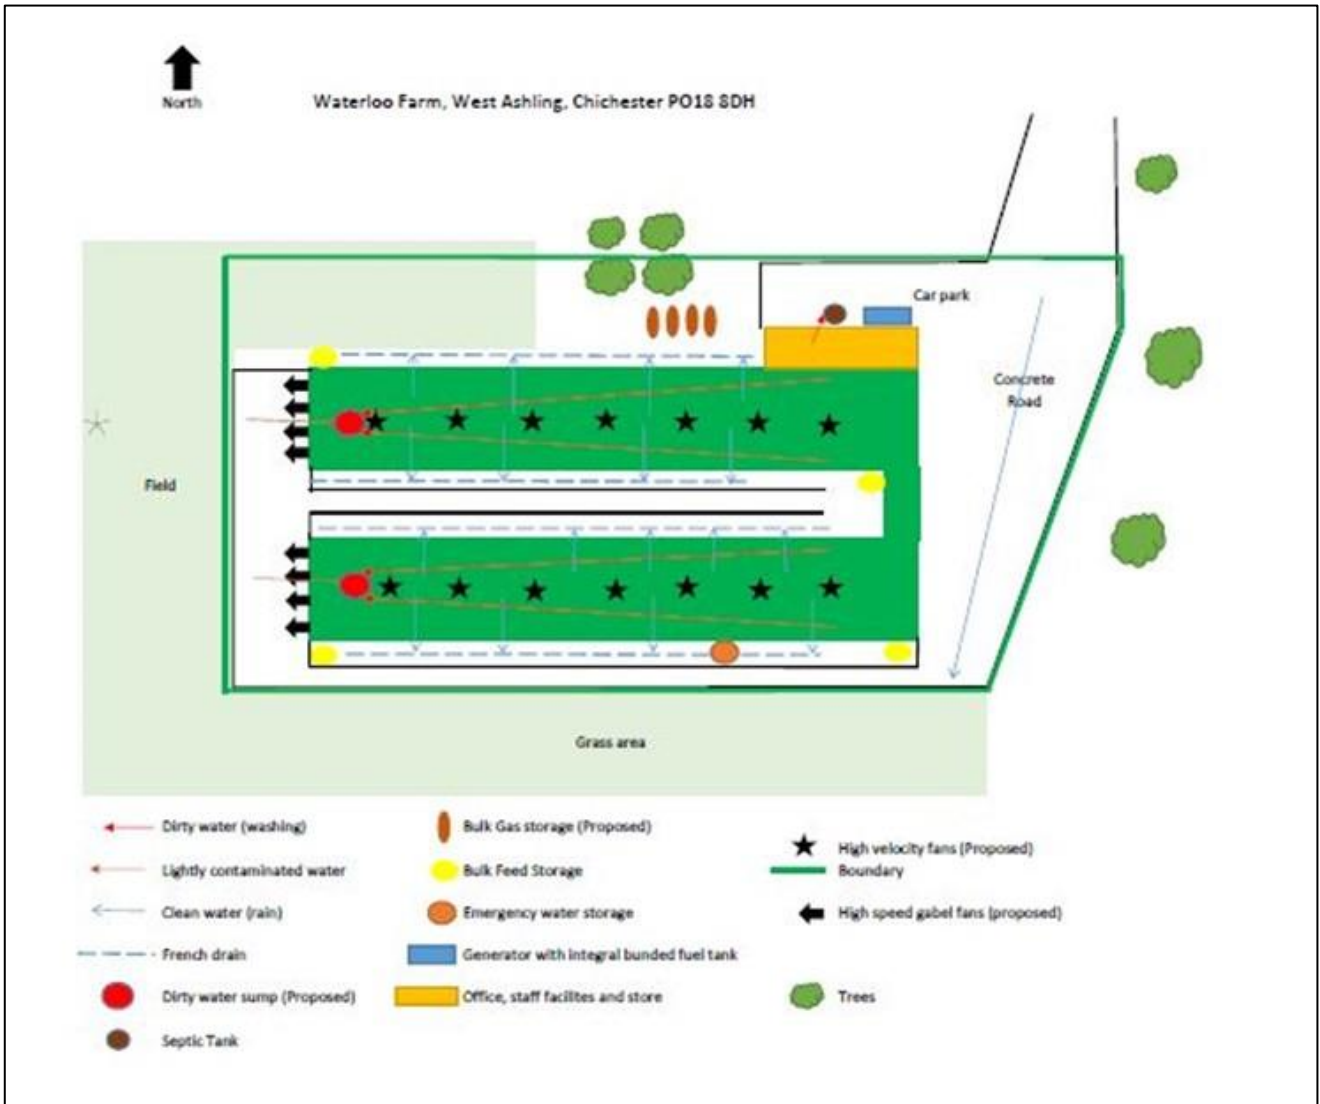 Waterloo Farm, West Ashling, Chichester PO18 8DH
North
Car park
Concrete
Road
Field
Grass area
Dirty water (washing)
Lightly contaminated water
Clean water (rain)
French drain
Dirty water sump (Proposed)
Septic Tank
Bulk Gas storage (Proposed)
Bulk Feed Storage
Emergency water storage
Generator with integral bunded fuel tank
Office, staff facilites and store
High velocity fans (Proposed)
Boundary
High speed gabel fans (proposed)
Trees